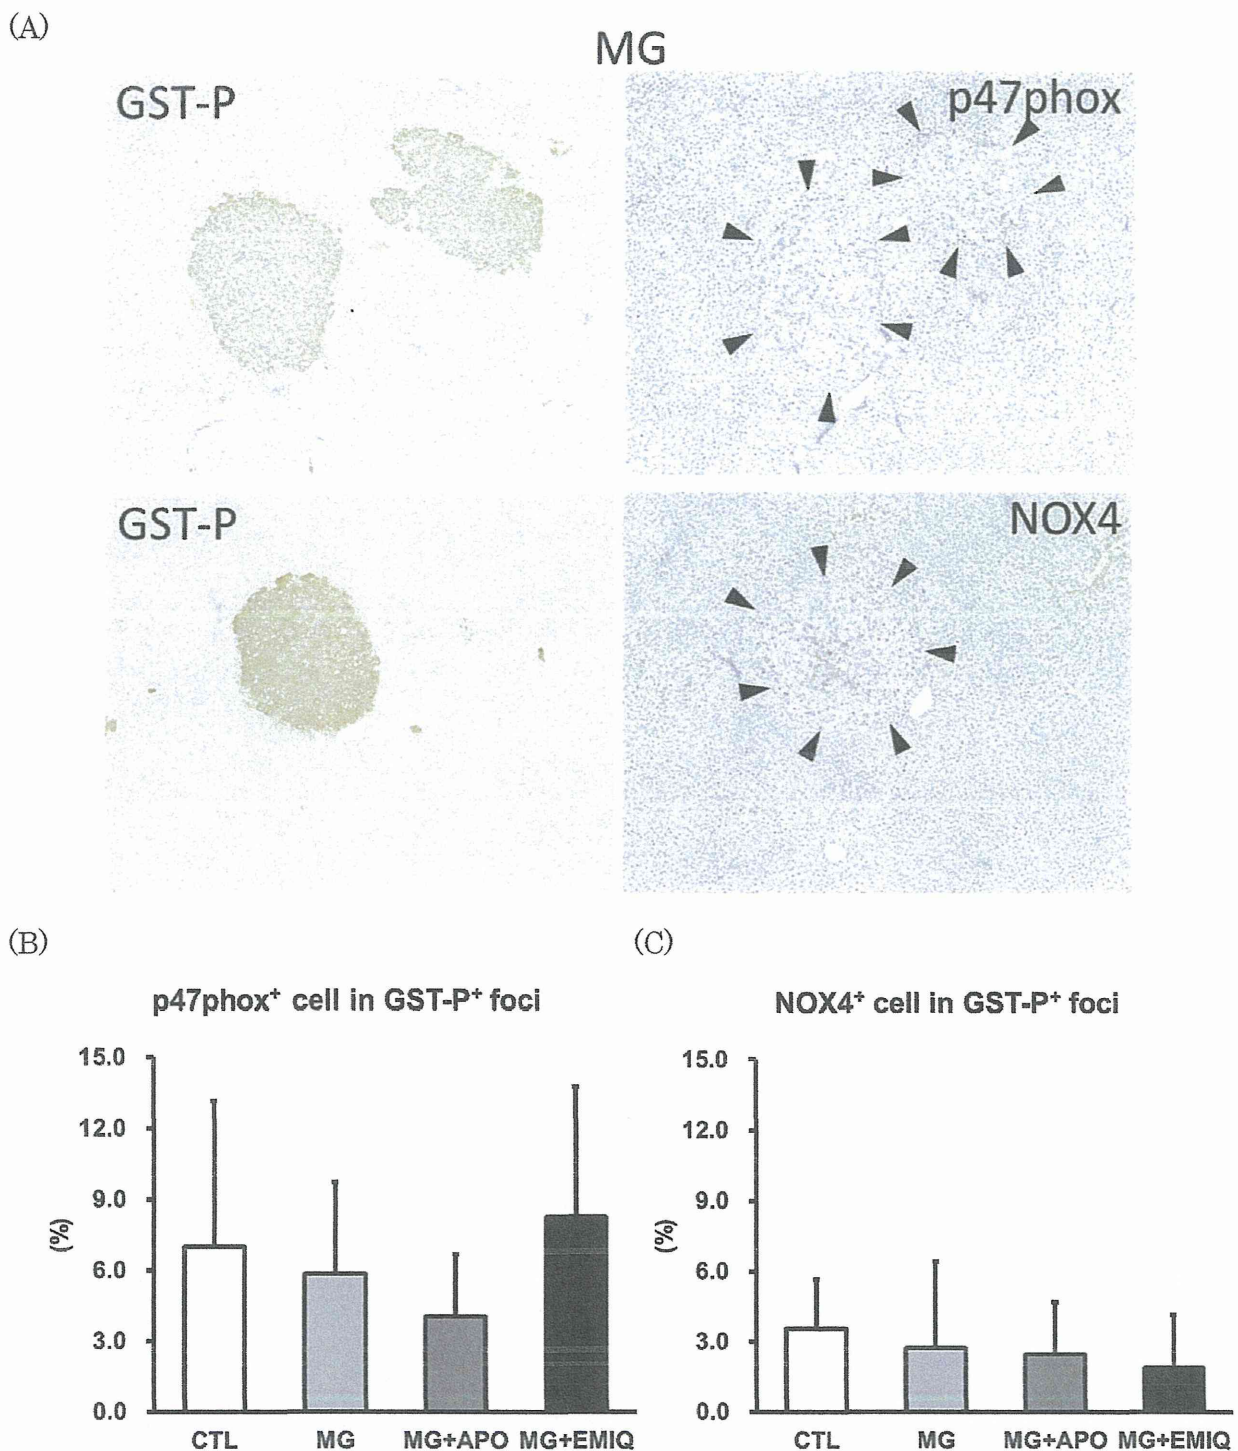 (A)
MG
GST-P
p47phox
GST-P
NOX4
(B)
(C)
p47phox⁺ cell in GST-P⁺ foci
NOX4⁺ cell in GST-P⁺ foci
15.0
12.0
9.0
6.0
3.0
0.0
(%)
CTL MG MG+APO MG+EMIQ
15.0
12.0
9.0
6.0
3.0
0.0
(%)
CTL MG MG+APO MG+EMIQ